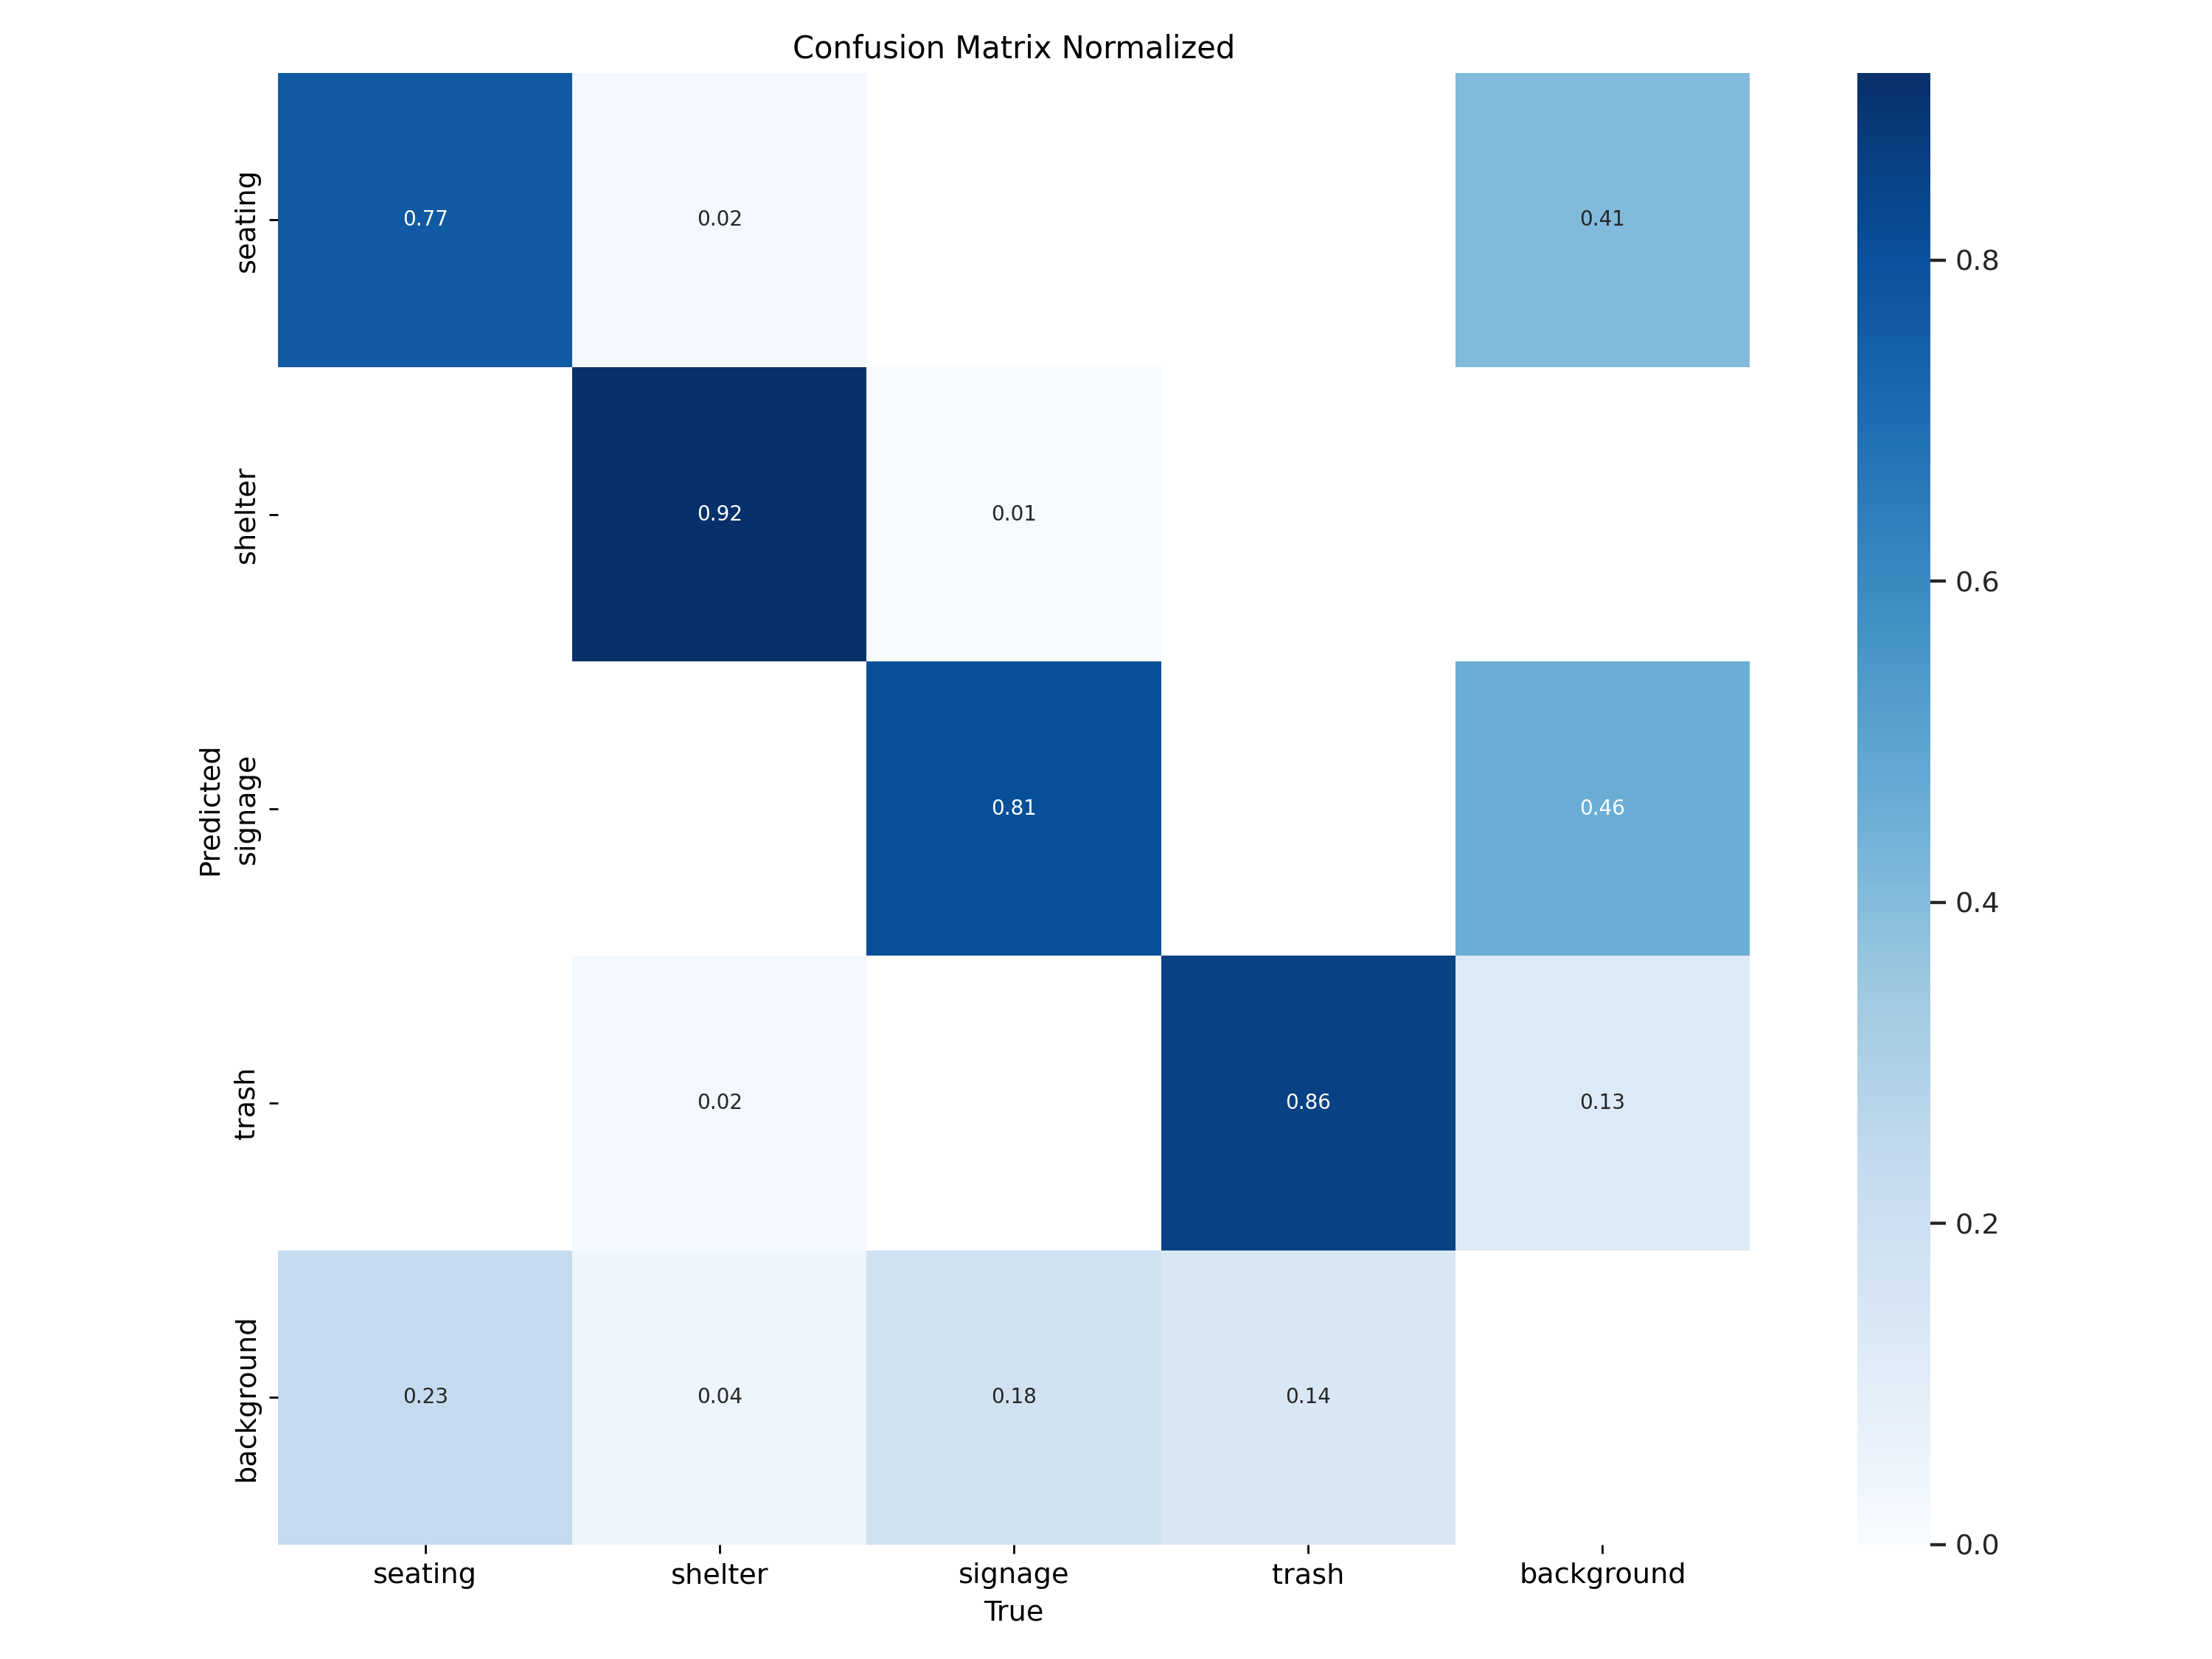 Confusion Matrix Normalized
seating
0.77
0.02
0.41
0.8
shelter
0.92
0.01
0.6
Predicted
signage
0.81
0.46
0.4
trash
0.02
0.86
0.13
0.2
background
0.23
0.04
0.18
0.14
0.0
seating
shelter
signage
trash
background
True